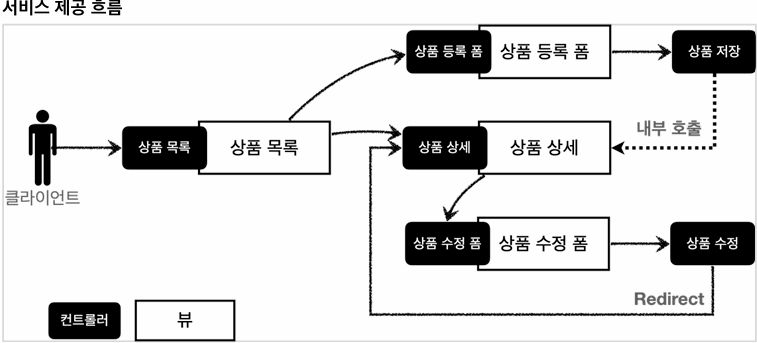 서비스 제공 흐름
상품 등록 폼
상품 등록 폼
상품 저장
내부 호출
상품 목록
상품 목록
상품 상세
상품 상세
클라이언트
상품 수정 폼
상품 수정 폼
상품 수정
Redirect
컨트롤러
뷰